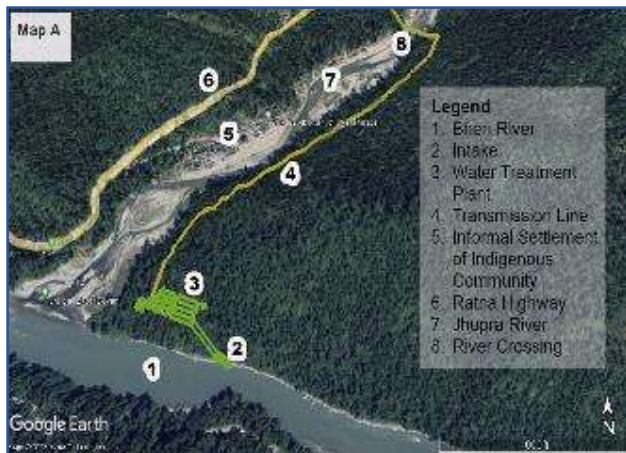 Map A
8
7
6
5
4
3
2
1
Legend
1. River
2. Intake
3. Water Treatment
Plant
4. Transmission Line
5. Informal Settlement
of Indigenous
Community
6. Ratna Highway
7. Jhupra River
8. River Crossing
N
Google Earth